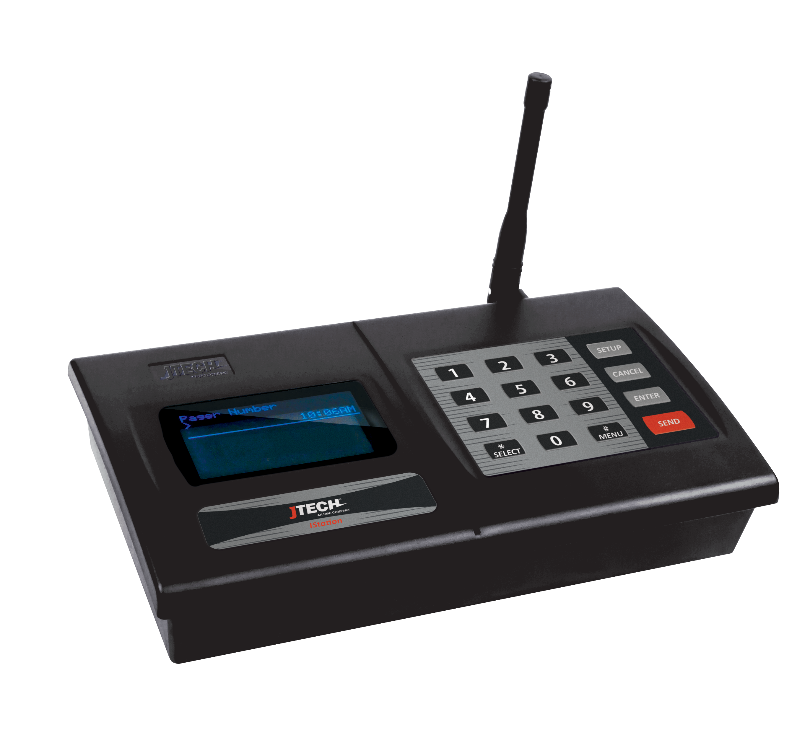 JTECH
Pager Number
10:06AM
>
JTECH
iStation
1 2 3
4 5 6
7 8 9
* SELECT 0 # MENU
SETUP
CANCEL
ENTER
SEND